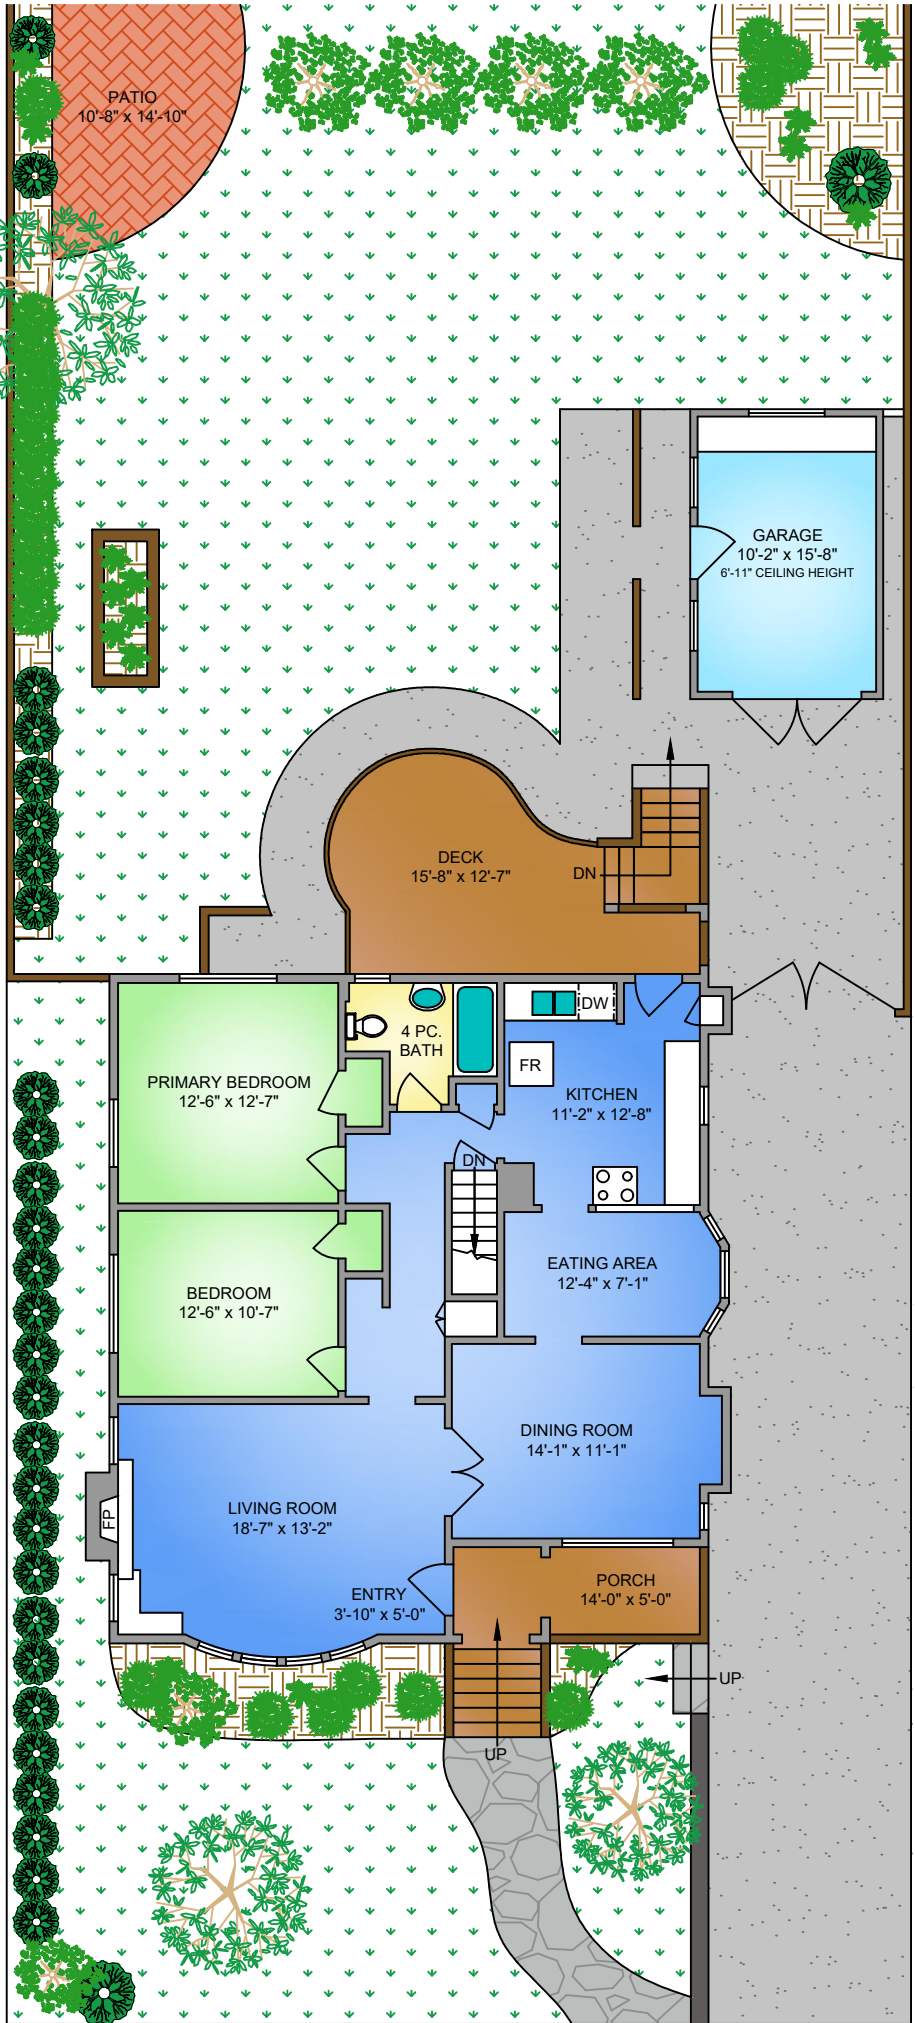 PATIO
10'-8" x 14'-10"
GARAGE
10'-2" x 15'-8"
6'-11" CEILING HEIGHT
DECK
15'-8" x 12'-7"
DN
DW
4 PC.
BATH
FR
PRIMARY BEDROOM
12'-6" x 12'-7"
KITCHEN
11'-2" x 12'-8"
DN
EATING AREA
12'-4" x 7'-1"
BEDROOM
12'-6" x 10'-7"
DINING ROOM
14'-1" x 11'-1"
FP
LIVING ROOM
18'-7" x 13'-2"
ENTRY
3'-10" x 5'-0"
PORCH
14'-0" x 5'-0"
UP
UP